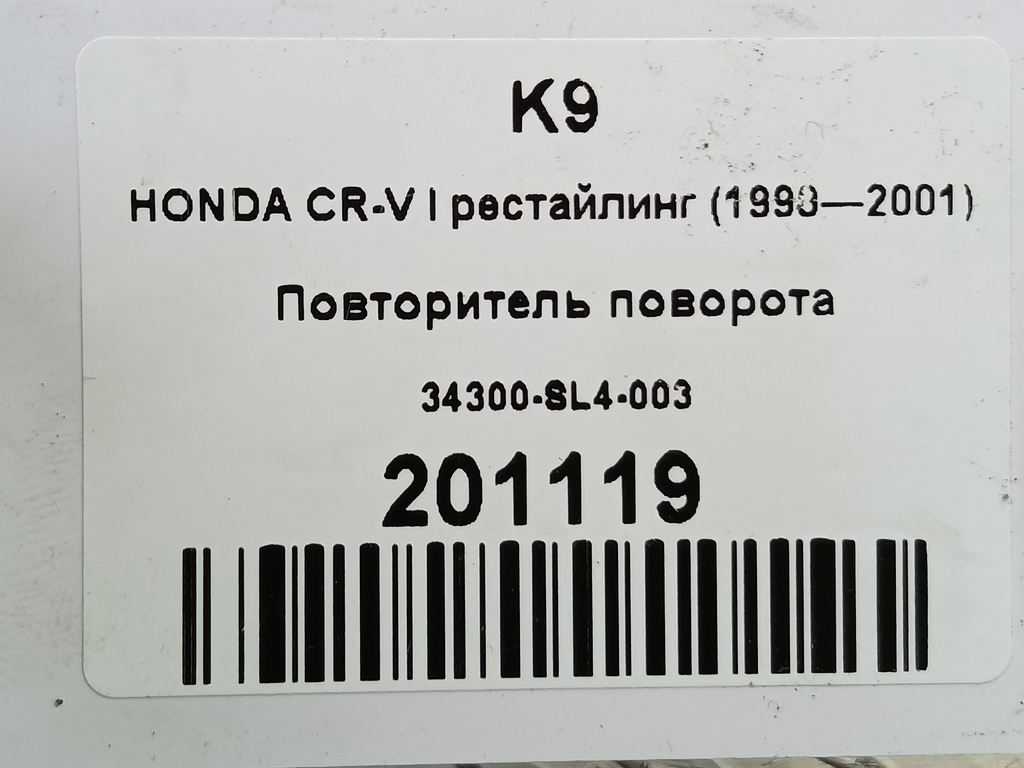 K9
HONDA CR-V I рестайлинг (1998—2001)
Повторитель поворота
34300-SL4-003
201119